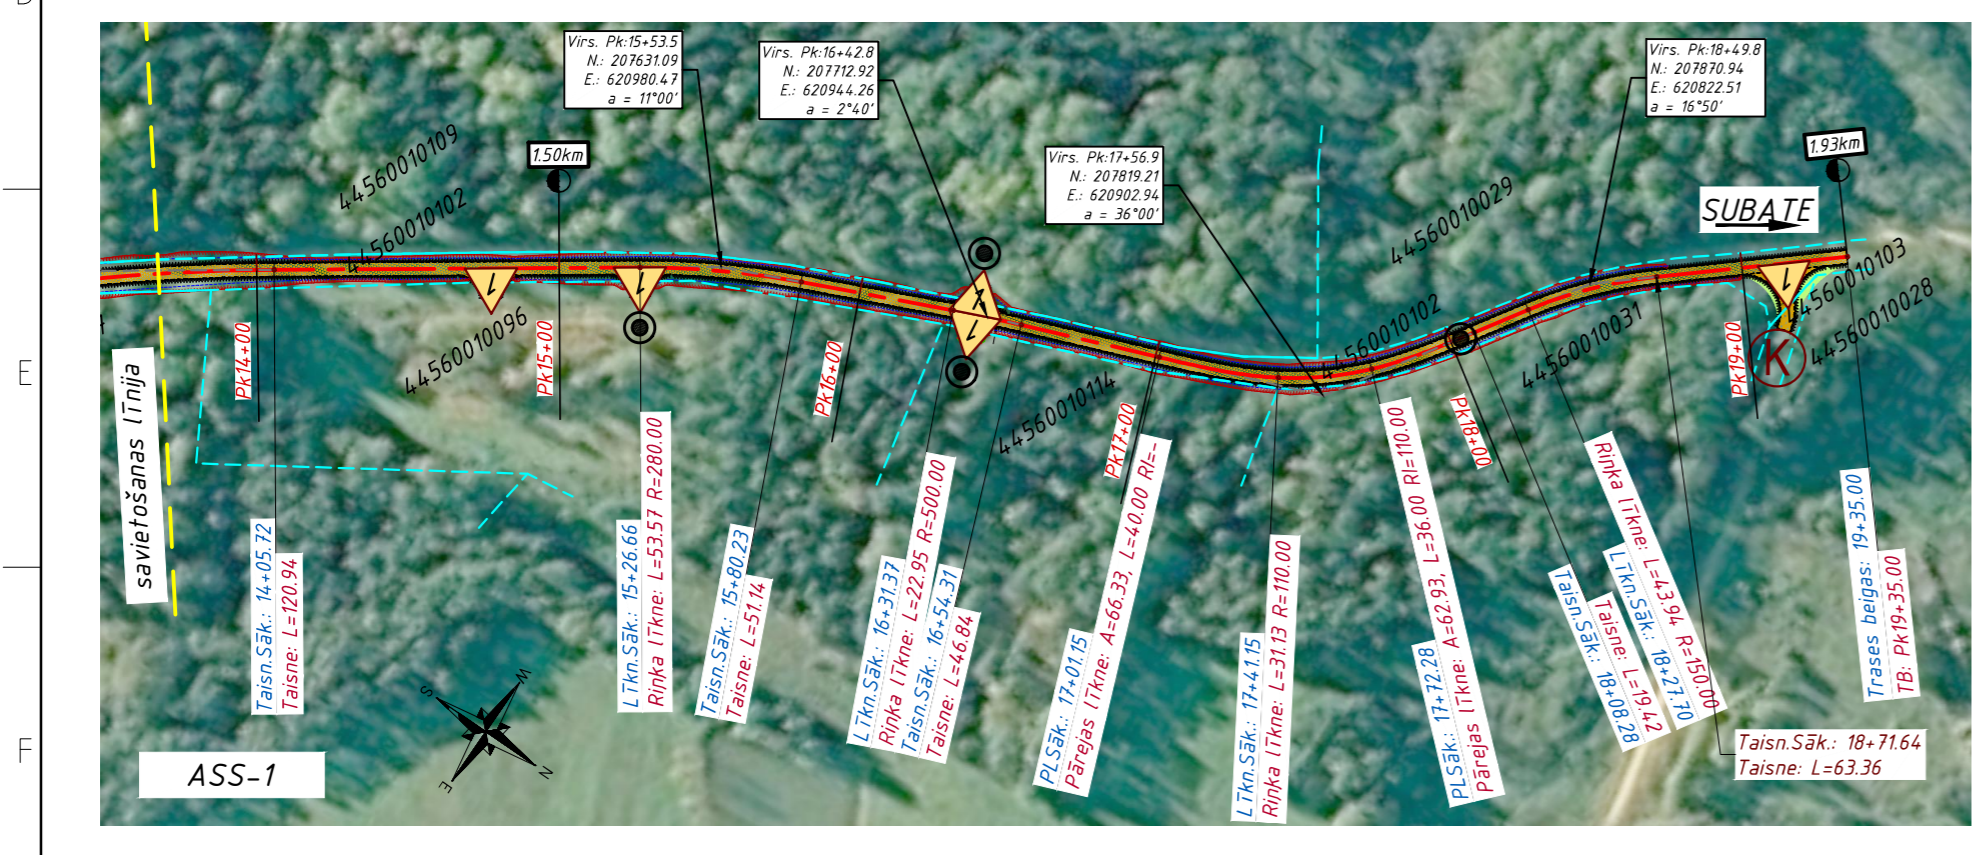 Virs. Pk:15+53.5
N.: 207631.09
E.: 620980.47
a = 11°00'
Virs. Pk:16+42.8
N.: 207712.92
E.: 620944.26
a = 2°40'
Virs. Pk:17+56.9
N.: 207819.21
E.: 620902.94
a = 36°00'
Virs. Pk:18+49.8
N.: 207870.94
E.: 620822.51
a = 16°50'
1.50km
1.93km
SUBATE
44560010109
44560010102
44560010096
44560010114
44560010029
44560010102
44560010031
44560010103
44560010028
E
F
savietošanas līnija
Pk14+00
Pk15+00
Pk16+00
Pk17+00
Pk18+00
Pk19+00
K
Taisn.Sāk.: 14+05.72
Taisne: L=120.94
Līkn.Sāk.: 15+26.66
Riņka līkne: L=53.57 R=280.00
Taisn.Sāk.: 15+80.23
Taisne: L=51.14
Līkn.Sāk.: 16+31.37
Riņka līkne: L=22.95 R=500.00
Taisn.Sāk.: 16+54.31
Taisne: L=46.84
PLSāk.: 17+01.15
Pārejas līkne: A=66.33, L=40.00 Rl=-
Līkn.Sāk.: 17+41.15
Riņka līkne: L=31.13 R=110.00
PLSāk.: 17+72.28
Pārejas līkne: A=62.93, L=36.00 Rl=110.00
Taisn.Sāk.: 18+08.28
Taisne: L=19.42
Līkn.Sāk.: 18+27.70
Riņka līkne: L=43.94 R=150.00
Taisn.Sāk.: 18+71.64
Taisne: L=63.36
Trases beigas: 19+35.00
TB: Pk19+35.00
S
W
E
N
ASS-1